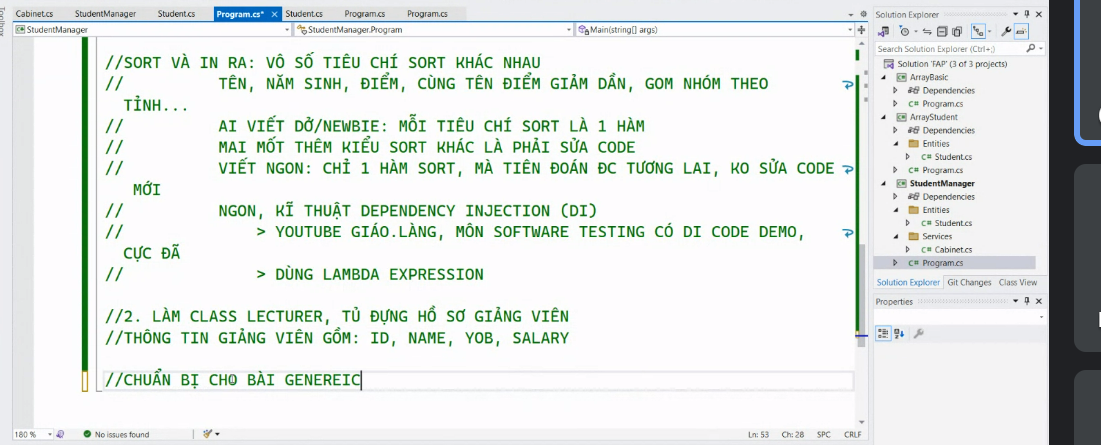 Toolbox
Cabinet.cs StudentManager Student.cs Program.cs* Student.cs Program.cs Program.cs
StudentManager StudentManager.Program Main(string[] args)
//SORT VÀ IN RA: VÔ SỐ TIÊU CHÍ SORT KHÁC NHAU
// TÊN, NĂM SINH, ĐIỂM, CÙNG TÊN ĐIỂM GIẢM DẦN, GOM NHÓM THEO
TỈNH...
// AI VIẾT DỞ/NEWBIE: MỖI TIÊU CHÍ SORT LÀ 1 HÀM
// MAI MỐT THÊM KIỂU SORT KHÁC LÀ PHẢI SỬA CODE
// VIẾT NGON: CHỈ 1 HÀM SORT, MÀ TIÊN ĐOÁN ĐC TƯƠNG LAI, KO SỬA CODE
MỚI
// NGON, KĨ THUẬT DEPENDENCY INJECTION (DI)
// > YOUTUBE GIÁO.LÀNG, MÔN SOFTWARE TESTING CÓ DI CODE DEMO,
CỰC ĐÃ
// > DÙNG LAMBDA EXPRESSION
//2. LÀM CLASS LECTURER, TỦ ĐỰNG HỒ SƠ GIẢNG VIÊN
//THÔNG TIN GIẢNG VIÊN GỒM: ID, NAME, YOB, SALARY
//CHUẨN BỊ CHO BÀI GENEREIC
180 % No issues found Ln: 53 Ch: 28 SPC CRLF
Solution Explorer
Search Solution Explorer (Ctrl+;)
Solution 'FAP' (3 of 3 projects)
ArrayBasic
Dependencies
C# Program.cs
ArrayStudent
Dependencies
Entities
C# Student.cs
C# Program.cs
StudentManager
Dependencies
Entities
C# Student.cs
Services
C# Cabinet.cs
C# Program.cs
Solution Explorer Git Changes Class View
Properties